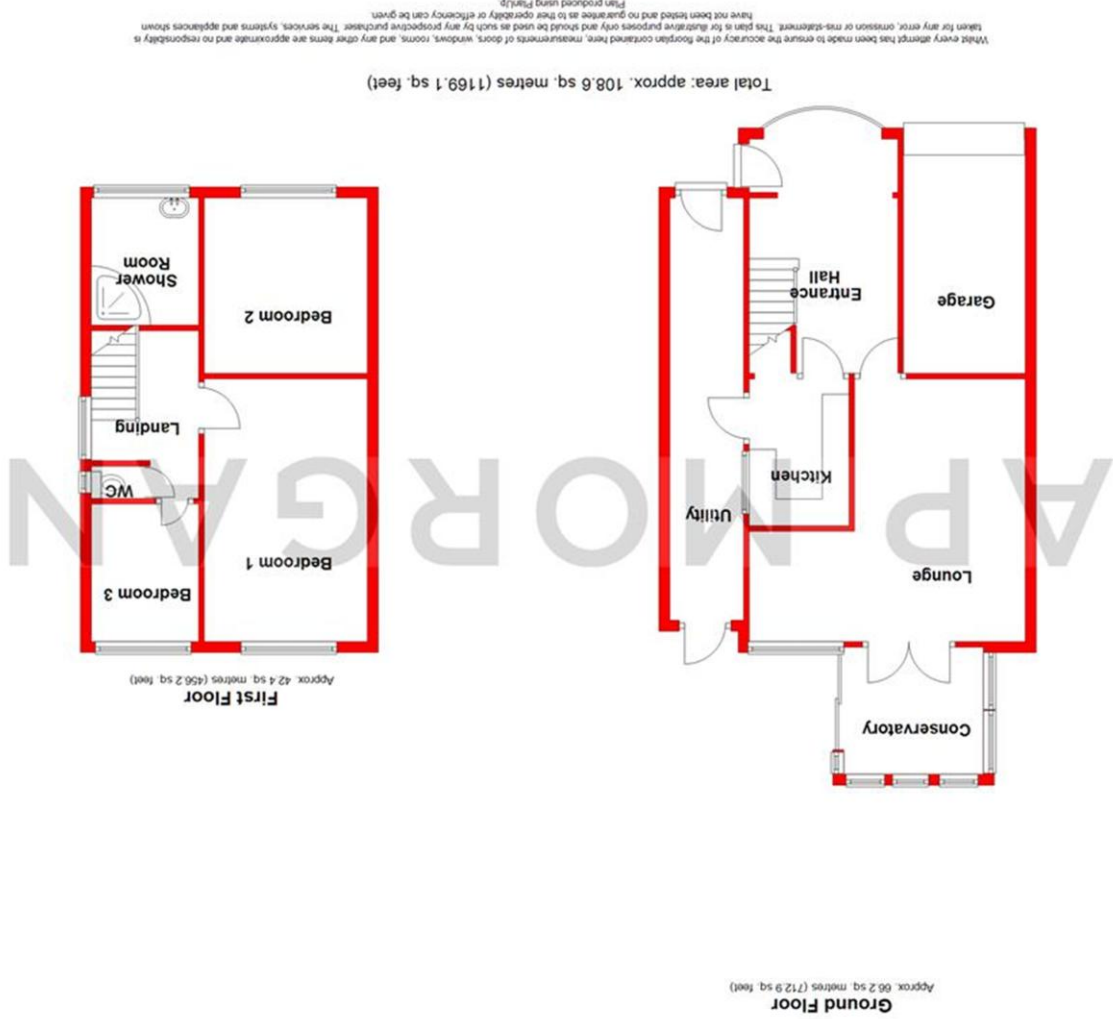 Ground Floor
Approx. 66.2 sq. metres (712.9 sq. feet)
Conservatory
Lounge
Utility
Kitchen
Garage
Entrance
Hall
First Floor
Approx. 42.4 sq. metres (456.2 sq. feet)
Bedroom 3
Bedroom 1
WC
Landing
Bedroom 2
Shower
Room
AP MORGAN
Total area: approx. 108.6 sq. metres (1169.1 sq. feet)
Whilst every attempt has been made to ensure the accuracy of the floorplan contained here, measurements of doors, windows, rooms, and any other items are approximate and no responsibility is
taken for any error, omission or mis-statement. This plan is for illustrative purposes only and should be used as such by any prospective purchaser. The services, systems and appliances shown
have not been tested and no guarantee as to their operability or efficiency can be given.
Plan produced using PlanUp.